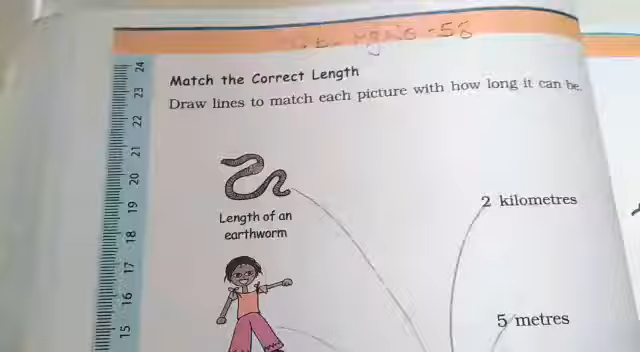 -58
Match the Correct Length
Draw lines to match each picture with how long it can be.
Length of an
earthworm
2 kilometres
5 metres
24
23
22
21
20
19
18
17
16
15